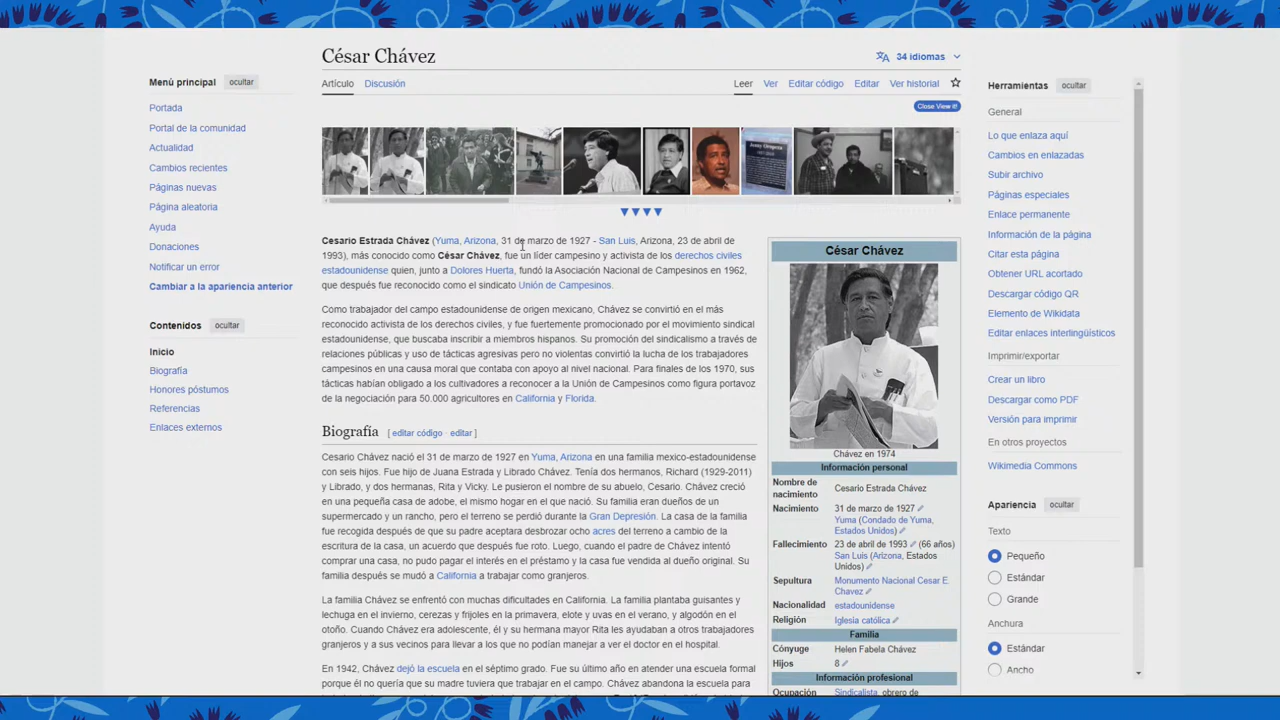 César Chávez
34 idiomas
Artículo Discusión
Leer Ver Editar código Editar Ver historial
Close View it!
Menú principal ocultar
Portada
Portal de la comunidad
Actualidad
Cambios recientes
Páginas nuevas
Página aleatoria
Ayuda
Donaciones
Notificar un error
Cambiar a la apariencia anterior
Contenidos ocultar
Inicio
Biografía
Honores póstumos
Referencias
Enlaces externos
Cesario Estrada Chávez (Yuma, Arizona, 31 de marzo de 1927 - San Luis, Arizona, 23 de abril de
1993), más conocido como César Chávez, fue un líder campesino y activista de los derechos civiles
estadounidense quien, junto a Dolores Huerta, fundó la Asociación Nacional de Campesinos en 1962,
que después fue reconocido como el sindicato Unión de Campesinos.
Como trabajador del campo estadounidense de origen mexicano, Chávez se convirtió en el más
reconocido activista de los derechos civiles, y fue fuertemente promocionado por el movimiento sindical
estadounidense, que buscaba inscribir a miembros hispanos. Su promoción del sindicalismo a través de
relaciones públicas y uso de tácticas agresivas pero no violentas convirtió la lucha de los trabajadores
campesinos en una causa moral que contaba con apoyo al nivel nacional. Para finales de los 1970, sus
tácticas habían obligado a los cultivadores a reconocer a la Unión de Campesinos como figura portavoz
de la negociación para 50.000 agricultores en California y Florida.
Biografía [ editar código · editar ]
Cesario Chávez nació el 31 de marzo de 1927 en Yuma, Arizona en una familia mexico-estadounidense
con seis hijos. Fue hijo de Juana Estrada y Librado Chávez. Tenía dos hermanos, Richard (1929-2011)
y Librado, y dos hermanas, Rita y Vicky. Le pusieron el nombre de su abuelo, Cesario. Chávez creció
en una pequeña casa de adobe, el mismo hogar en el que nació. Su familia eran dueños de un
supermercado y un rancho, pero el terreno se perdió durante la Gran Depresión. La casa de la familia
fue recogida después de que su padre aceptara desbrozar ocho acres del terreno a cambio de la
escritura de la casa, un acuerdo que después fue roto. Luego, cuando el padre de Chávez intentó
comprar una casa, no pudo pagar el interés en el préstamo y la casa fue vendida al dueño original. Su
familia después se mudó a California a trabajar como granjeros.
La familia Chávez se enfrentó con muchas dificultades en California. La familia plantaba guisantes y
lechuga en el invierno, cerezas y frijoles en la primavera, elote y uvas en el verano, y algodón en el
otoño. Cuando Chávez era adolescente, él y su hermana mayor Rita les ayudaban a otros trabajadores
granjeros y a sus vecinos para llevar a los que no podían manejar a ver el doctor en el hospital.
En 1942, Chávez dejó la escuela en el séptimo grado. Fue su último año en atender una escuela formal
porque él no quería que su madre tuviera que trabajar en el campo. Chávez abandona la escuela para
César Chávez
Chávez en 1974
Información personal
Nombre de
nacimiento Cesario Estrada Chávez
Nacimiento 31 de marzo de 1927
Yuma (Condado de Yuma,
Estados Unidos)
Fallecimiento 23 de abril de 1993 (66 años)
San Luis (Arizona, Estados
Unidos)
Sepultura Monumento Nacional Cesar E.
Chavez
Nacionalidad estadounidense
Religión Iglesia católica
Familia
Cónyuge Helen Fabela Chávez
Hijos 8
Información profesional
Ocupación Sindicalista, obrero de
Herramientas ocultar
General
Lo que enlaza aquí
Cambios en enlazadas
Subir archivo
Páginas especiales
Enlace permanente
Información de la página
Citar esta página
Obtener URL acortado
Descargar código QR
Elemento de Wikidata
Editar enlaces interlingüísticos
Imprimir/exportar
Crear un libro
Descargar como PDF
Versión para imprimir
En otros proyectos
Wikimedia Commons
Apariencia ocultar
Texto
Pequeño
Estándar
Grande
Anchura
Estándar
Ancho